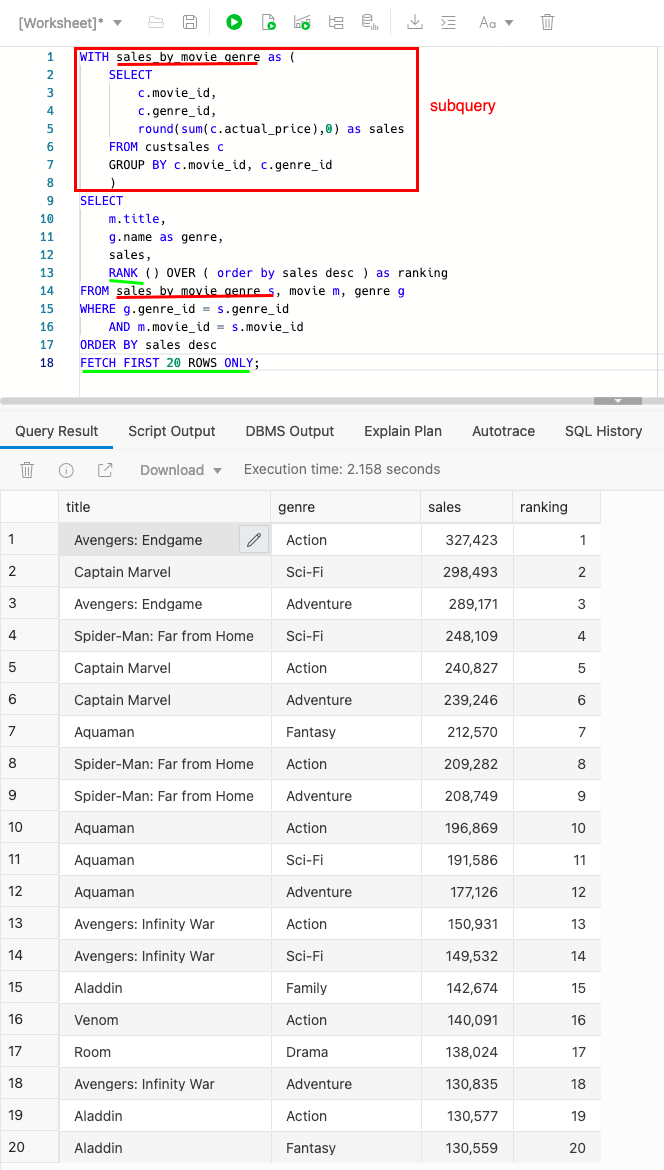 [Worksheet]*
Aa
1 WITH sales_by_movie_genre as (
2 SELECT
3 c.movie_id,
4 c.genre_id,
5 round(sum(c.actual_price),0) as sales
6 FROM custsales c
7 GROUP BY c.movie_id, c.genre_id
8 )
subquery
9 SELECT
10 m.title,
11 g.name as genre,
12 sales,
13 RANK () OVER ( order by sales desc ) as ranking
14 FROM sales_by_movie_genre s, movie m, genre g
15 WHERE g.genre_id = s.genre_id
16 AND m.movie_id = s.movie_id
17 ORDER BY sales desc
18 FETCH FIRST 20 ROWS ONLY;
Query Result Script Output DBMS Output Explain Plan Autotrace SQL History
Download Execution time: 2.158 seconds
title genre sales ranking
1 Avengers: Endgame Action 327,423 1
2 Captain Marvel Sci-Fi 298,493 2
3 Avengers: Endgame Adventure 289,171 3
4 Spider-Man: Far from Home Sci-Fi 248,109 4
5 Captain Marvel Action 240,827 5
6 Captain Marvel Adventure 239,246 6
7 Aquaman Fantasy 212,570 7
8 Spider-Man: Far from Home Action 209,282 8
9 Spider-Man: Far from Home Adventure 208,749 9
10 Aquaman Action 196,869 10
11 Aquaman Sci-Fi 191,586 11
12 Aquaman Adventure 177,126 12
13 Avengers: Infinity War Action 150,931 13
14 Avengers: Infinity War Sci-Fi 149,532 14
15 Aladdin Family 142,674 15
16 Venom Action 140,091 16
17 Room Drama 138,024 17
18 Avengers: Infinity War Adventure 130,835 18
19 Aladdin Action 130,577 19
20 Aladdin Fantasy 130,559 20